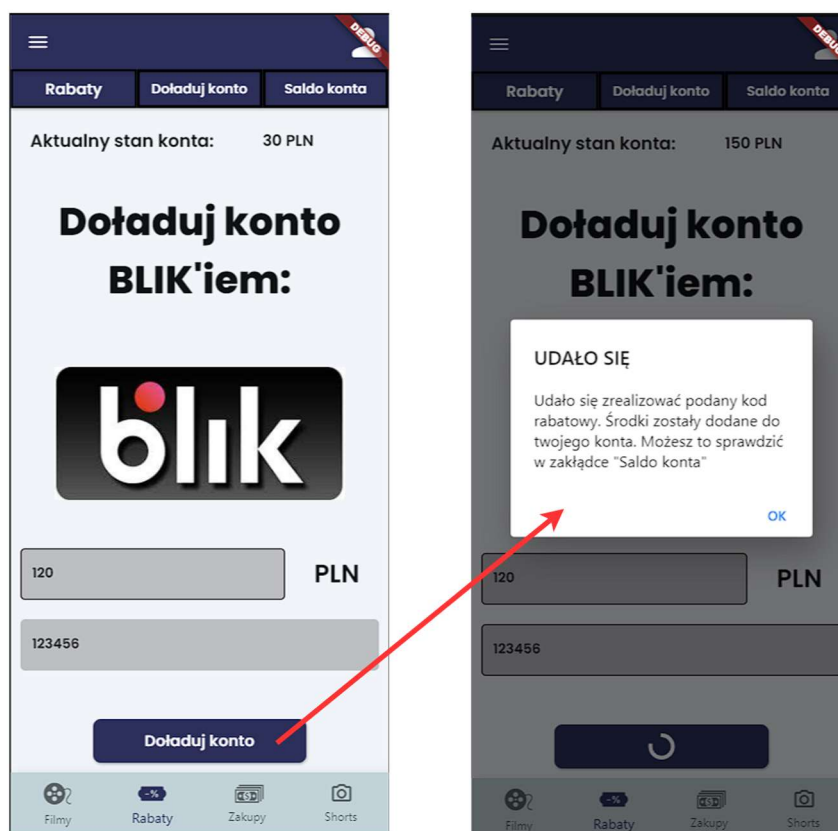 DEBUG
Rabaty
Doładuj konto
Saldo konta
Aktualny stan konta:
30 PLN
Doładuj konto
BLIK'iem:
blik
120
PLN
123456
Doładuj konto
Filmy
Rabaty
Zakupy
Shorts
DEBUG
Rabaty
Doładuj konto
Saldo konta
Aktualny stan konta:
150 PLN
Doładuj konto
BLIK'iem:
UDAŁO SIĘ
Udało się zrealizować podany kod
rabatowy. Środki zostały dodane do
twojego konta. Możesz to sprawdzić
w zakłądce "Saldo konta"
OK
120
PLN
123456
Filmy
Rabaty
Zakupy
Shorts